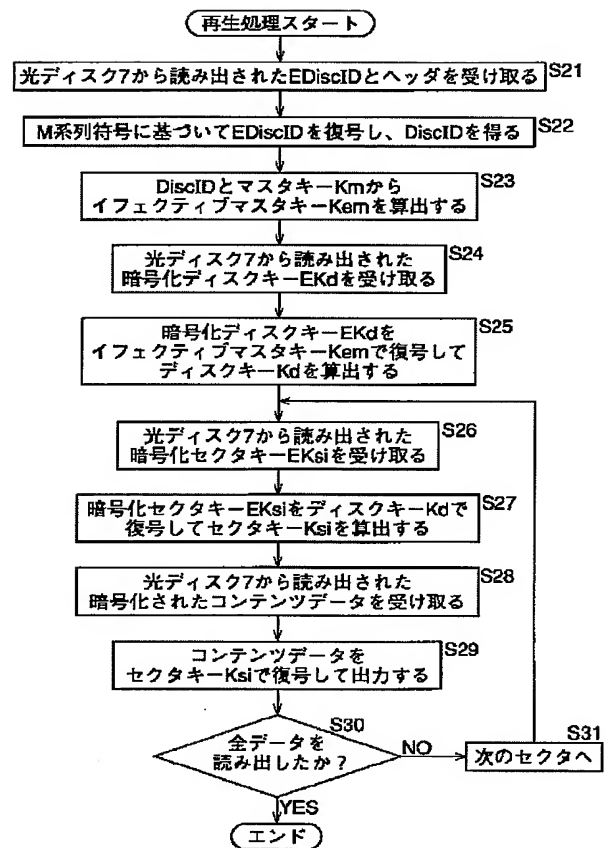 再生処理スタート
S21
光ディスク7から読み出されたEDiscIDとヘッダを受け取る
S22
M系列符号に基づいてEDiscIDを復号し、DiscIDを得る
S23
DiscIDとマスタキーKmから
イフェクティブマスタキーKemを算出する
S24
光ディスク7から読み出された
暗号化ディスクキーEKdを受け取る
S25
暗号化ディスクキーEKdを
イフェクティブマスタキーKemで復号して
ディスクキーKdを算出する
S26
光ディスク7から読み出された
暗号化セクタキーEKsiを受け取る
S27
暗号化セクタキーEKsiをディスクキーKdで
復号してセクタキーKsiを算出する
S28
光ディスク7から読み出された
暗号化されたコンテンツデータを受け取る
S29
コンテンツデータを
セクタキーKsiで復号して出力する
S30
全データを
読み出したか?
NO
S31
次のセクタへ
YES
エンド